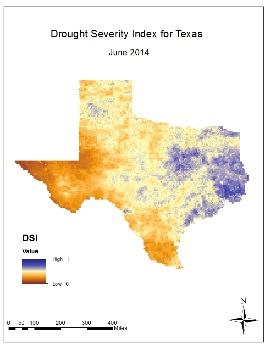 Drought Severity Index for Texas
June 2014
DSI
Value
High : 1
Low : 0
N
0 50 100 200 300 400
Miles